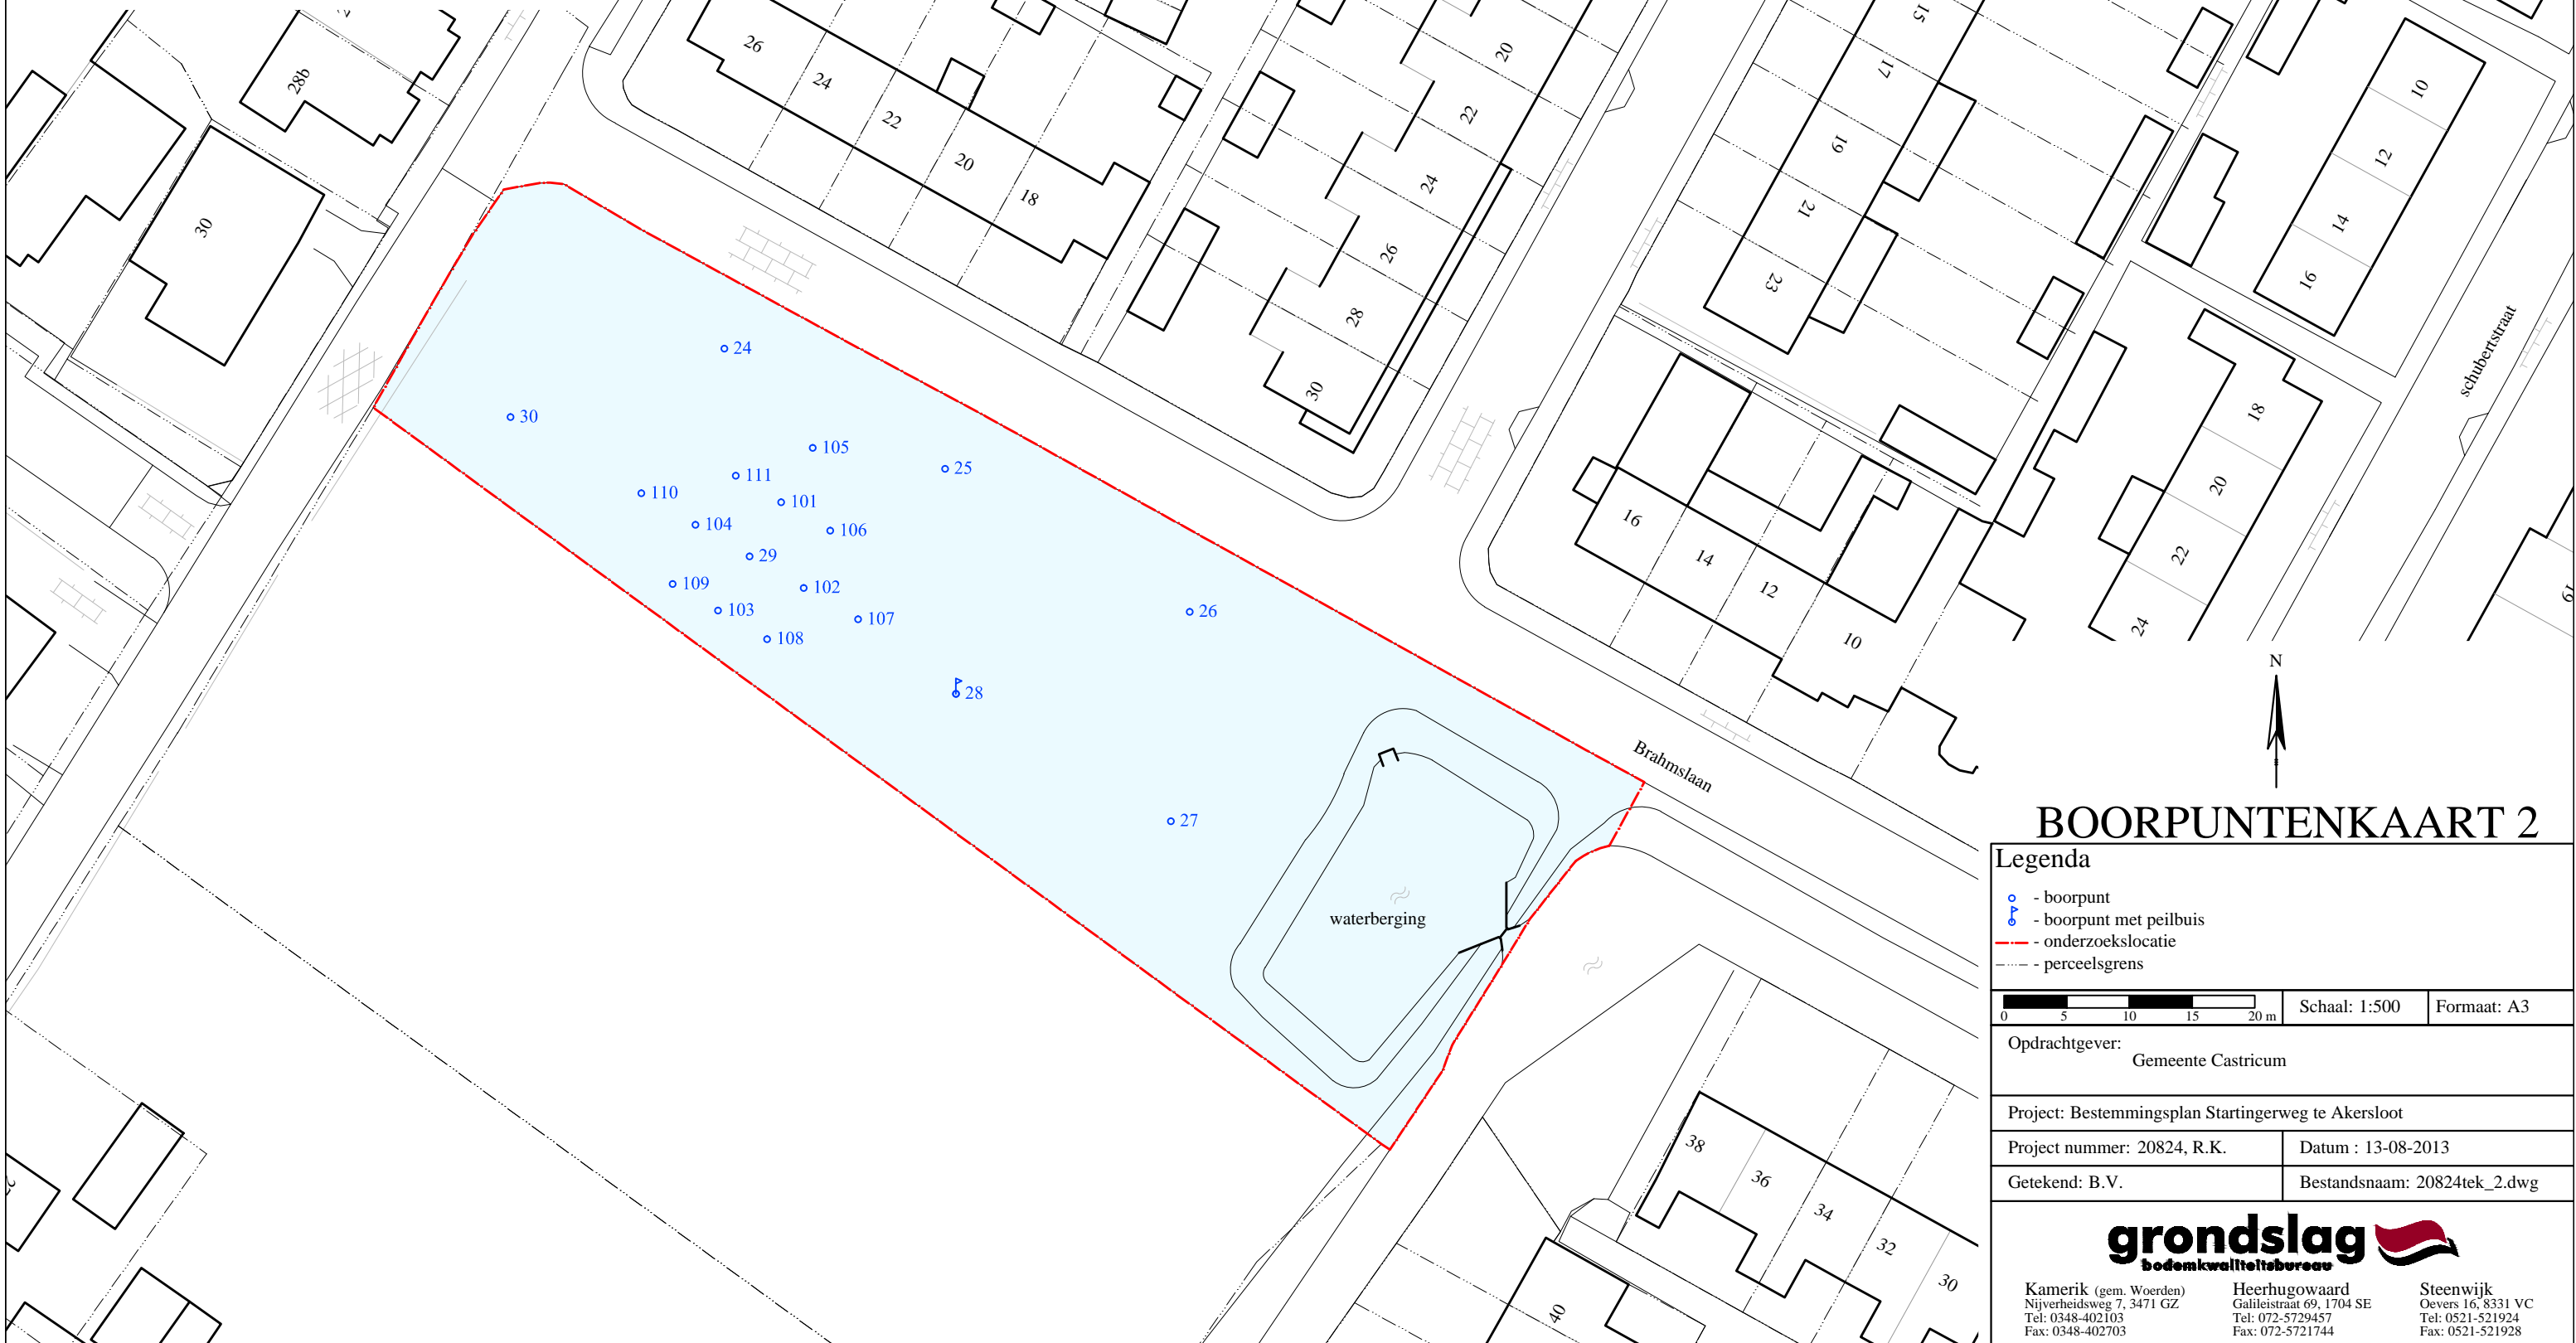 28b
30
26
24
22
20
18
20
22
24
26
28
30
15
17
19
21
23
10
12
14
16
18
20
22
24
19
schubertstraat
16
14
12
10
24
30
105
25
111
110
101
104
106
29
109
102
103
107
108
26
28
27
Brahmslaan
waterberging
38
36
34
32
30
40
N
BOORPUNTENKAART 2
Legenda
- boorpunt
- boorpunt met peilbuis
- onderzoekslocatie
- perceelsgrens
0 5 10 15 20 m
Schaal: 1:500
Formaat: A3
Opdrachtgever:
Gemeente Castricum
Project: Bestemmingsplan Startingerweg te Akersloot
Project nummer: 20824, R.K.
Datum : 13-08-2013
Getekend: B.V.
Bestandsnaam: 20824tek_2.dwg
grondslag
bodemkwaliteitsbureau
Kamerik (gem. Woerden)
Nijverheidsweg 7, 3471 GZ
Tel: 0348-402103
Fax: 0348-402703
Heerhugowaard
Galileistraat 69, 1704 SE
Tel: 072-5729457
Fax: 072-5721744
Steenwijk
Oevers 16, 8331 VC
Tel: 0521-521924
Fax: 0521-521928